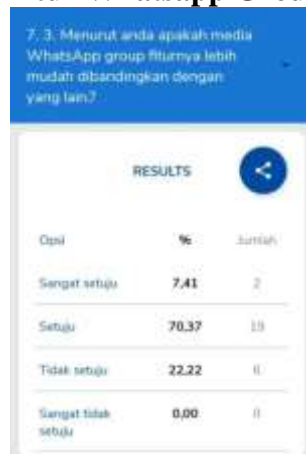 7. 3. Menurut anda apakah media
WhatsApp group fiturnya lebih
mudah dibandingkan dengan
yang lain?
RESULTS
Opsi % Jumlah
Sangat setuju 7,41 2
Setuju 70,37 19
Tidak setuju 22,22 6
Sangat tidak 0,00 0
setuju